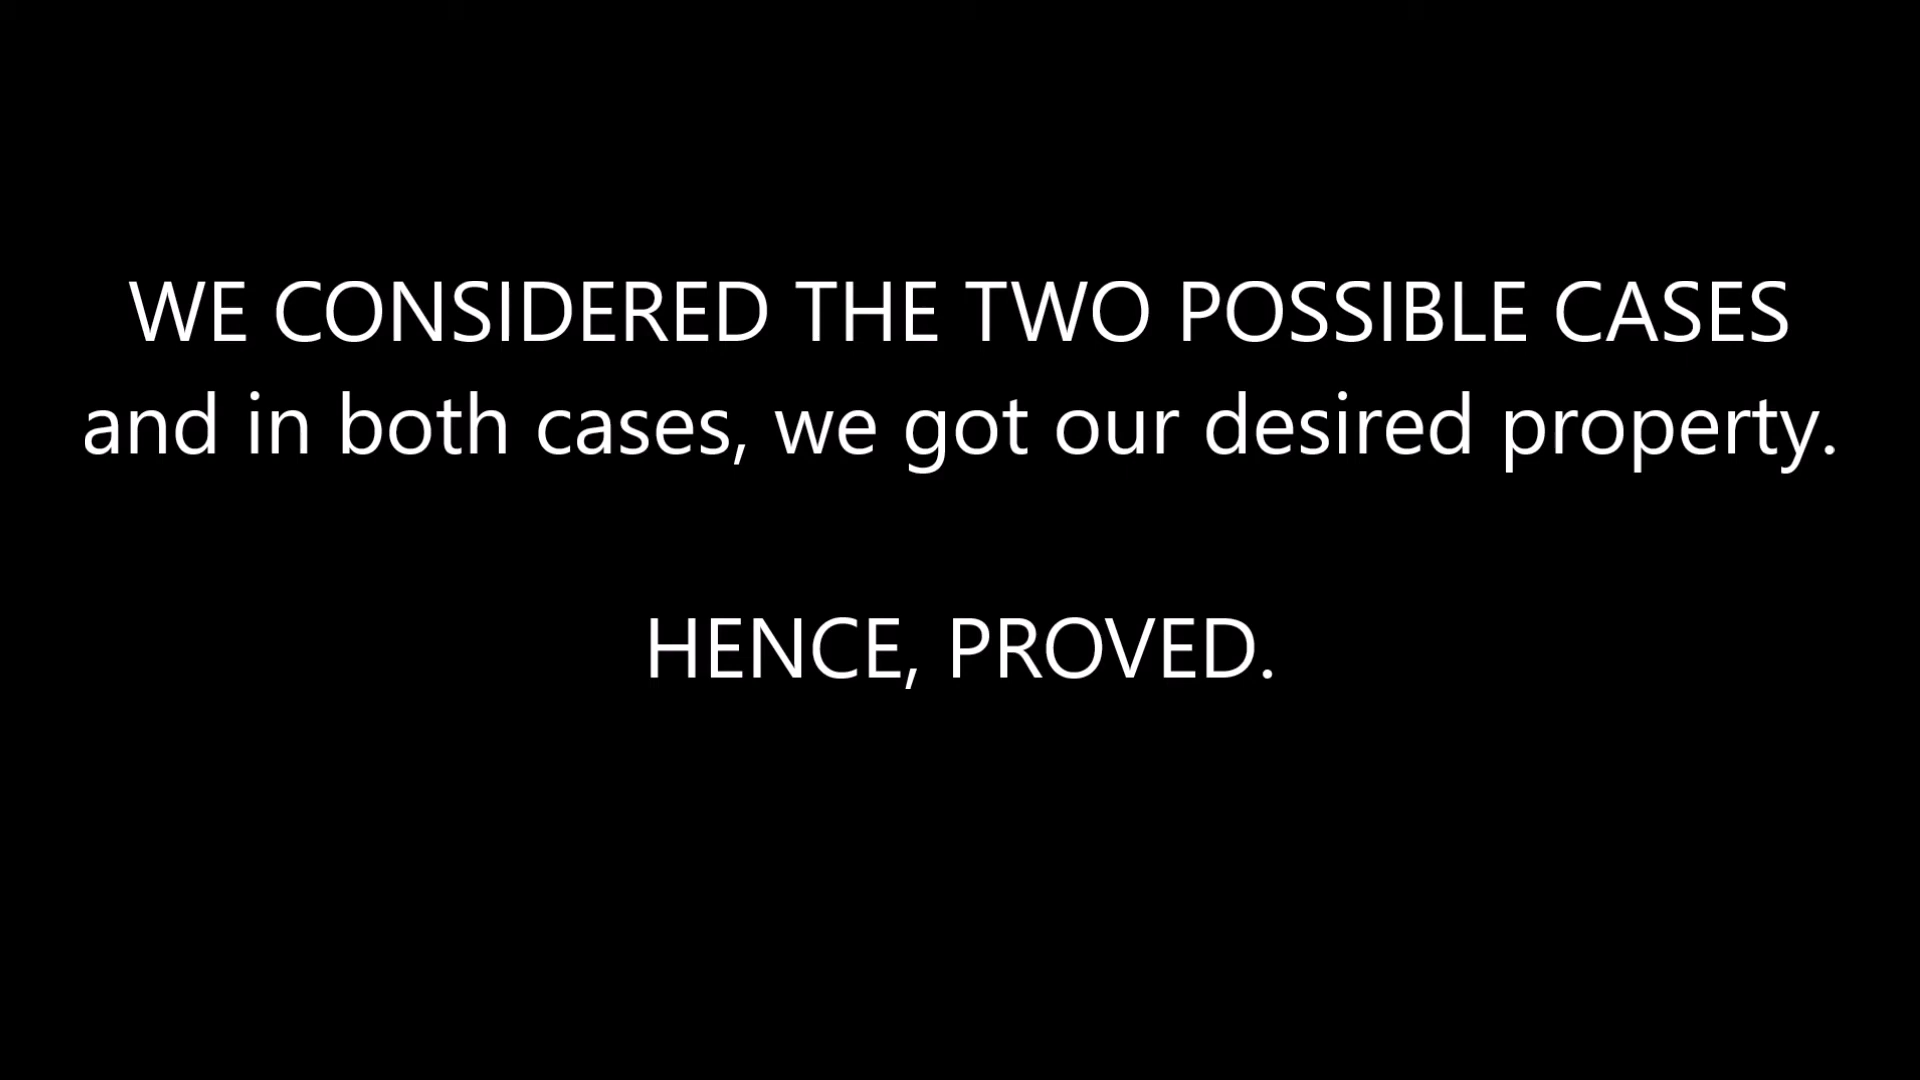 WE CONSIDERED THE TWO POSSIBLE CASES
and in both cases, we got our desired property.
HENCE, PROVED.